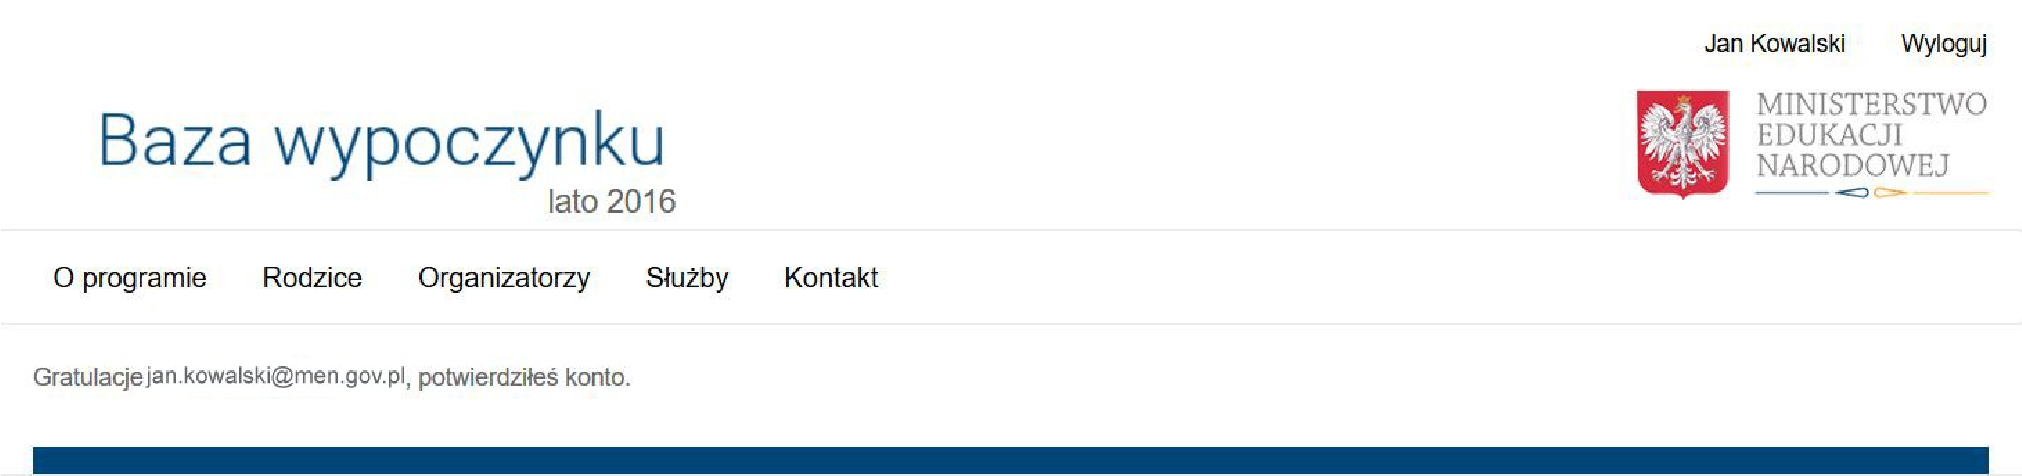 Jan Kowalski Wyloguj
Baza wypoczynku
lato 2016
MINISTERSTWO
EDUKACJI
NARODOWEJ
O programie Rodzice Organizatorzy Służby Kontakt
Gratulacje jan.kowalski@men.gov.pl, potwierdziłeś konto.